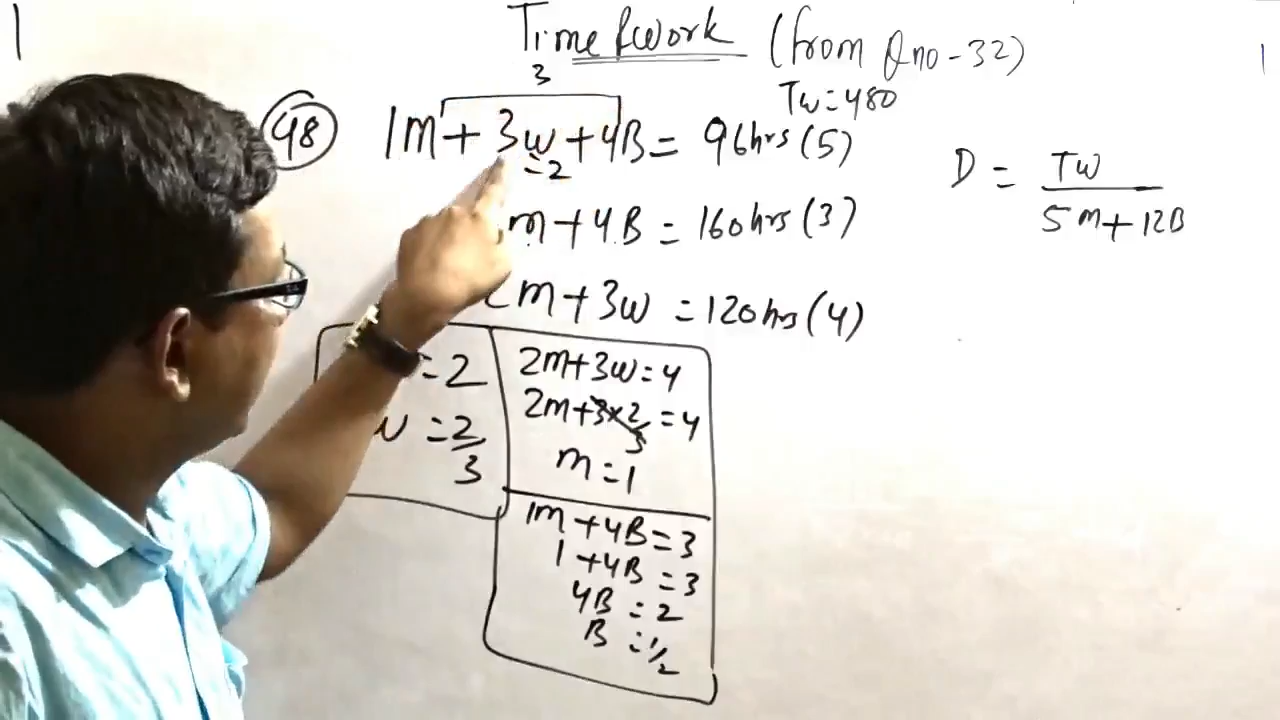 Time & Work (from Qno-32)
3
TW=480
48 1M + 3W + 4B = 96hrs (5)
=2
m + 4B = 160hrs (3)
D = TW / 5M + 12B
2m + 3w = 120hrs (4)
= 2
w = 2/3
2m + 3w = 4
2m + 3 × 2/3 = 4
m = 1
1m + 4B = 3
1 + 4B = 3
4B = 2
B = 1/2